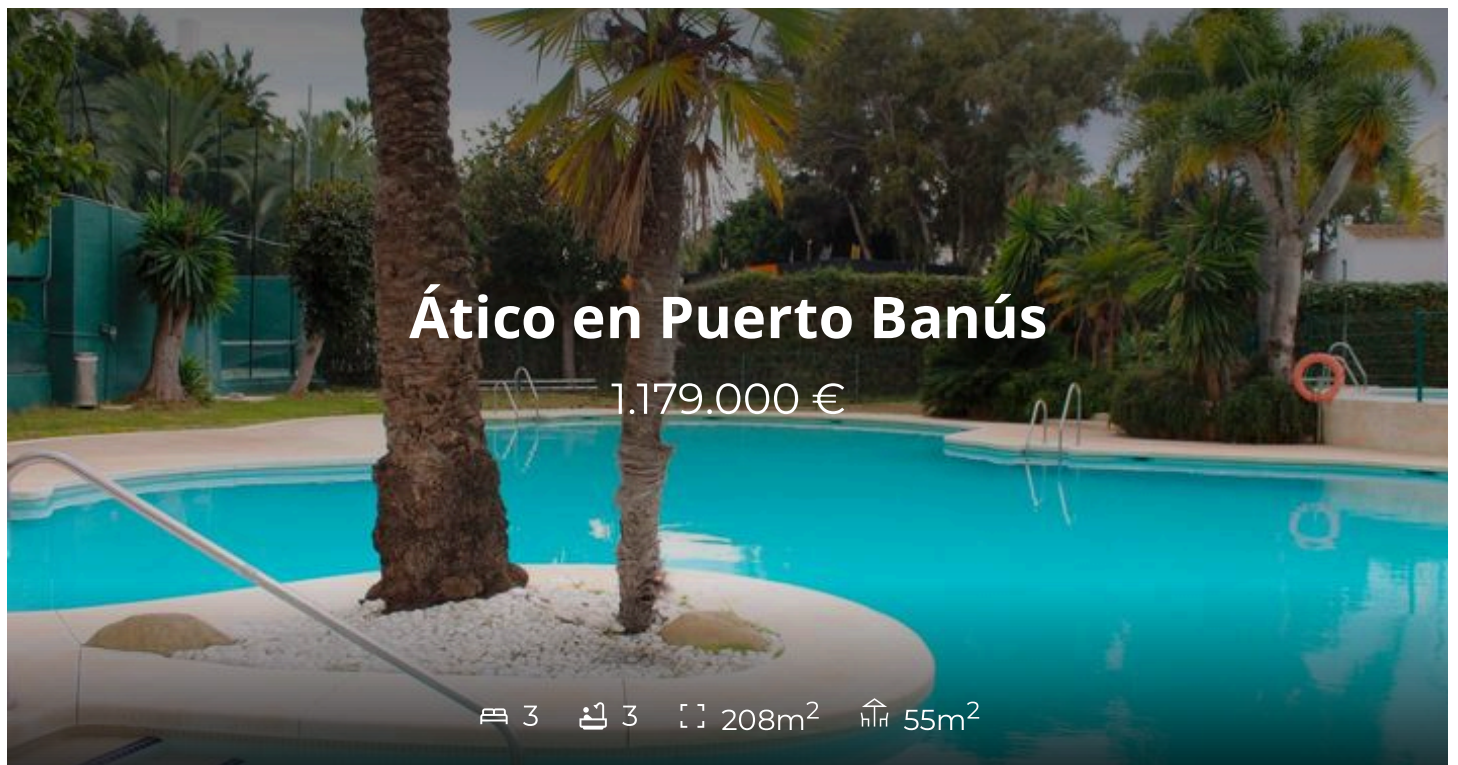 Ático en Puerto Banús
1.179.000 €
3 3 208m² 55m²